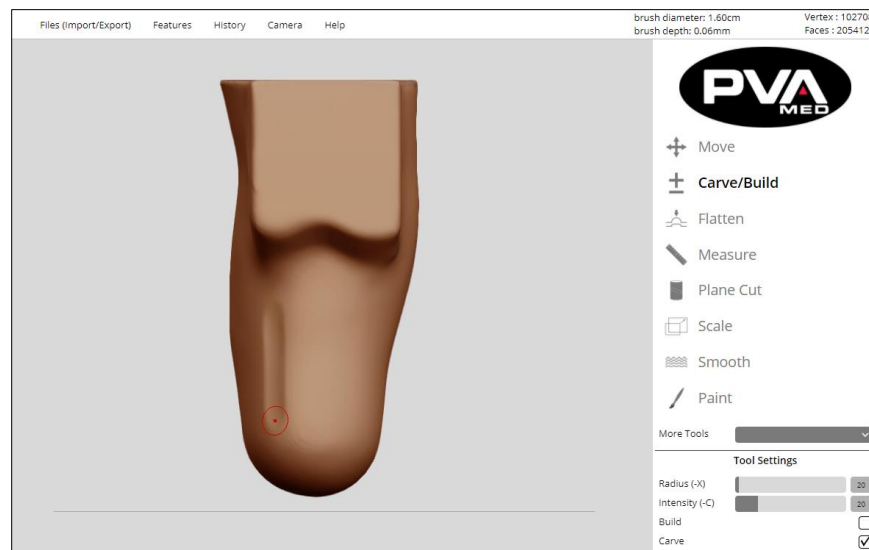 Files (Import/Export) Features History Camera Help
brush diameter: 1.60cm Vertex : 102708
brush depth: 0.06mm Faces : 205412
PVA
MED
Move
Carve/Build
Flatten
Measure
Plane Cut
Scale
Smooth
Paint
More Tools
Tool Settings
Radius (-X) 20
Intensity (-C) 20
Build
Carve